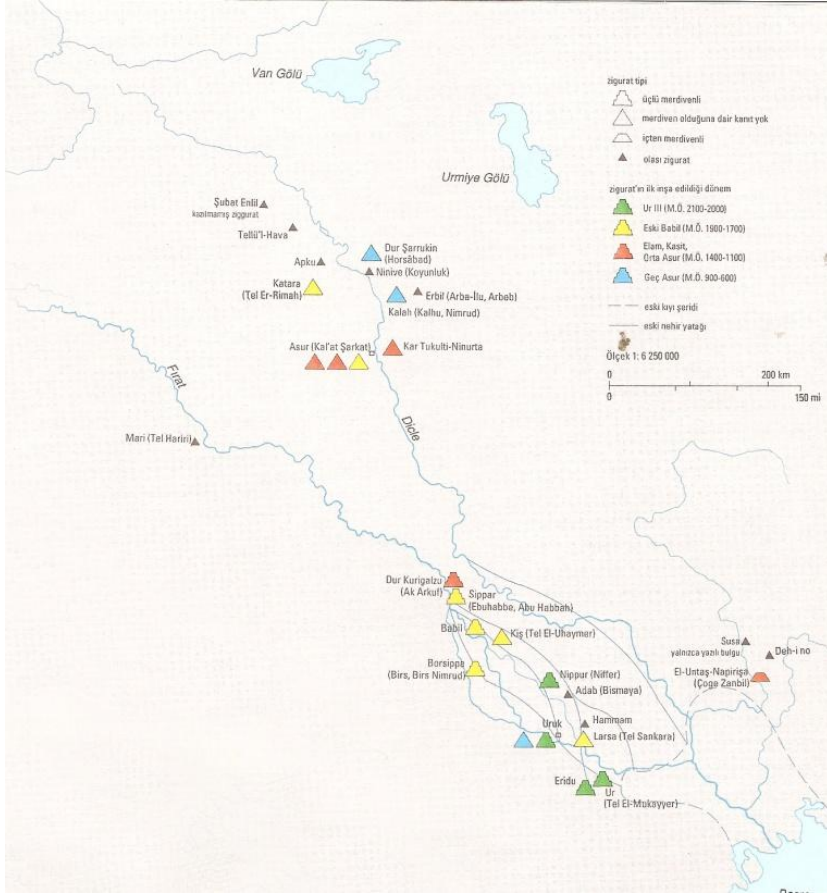 Van Gölü
Urmiye Gölü
zigurat tipi
üçlü merdivenli
merdiven olduğuna dair kanıt yok
içten merdivenli
olası zigurat
zigurat'ın ilk inşa edildiği dönem
Ur III (M.Ö. 2100-2000)
Eski Babil (M.Ö. 1900-1700)
Elam, Kasit,
Orta Asur (M.Ö. 1400-1100)
Geç Asur (M.Ö. 900-600)
eski kıyı şeridi
eski nehir yatağı
Ölçek 1: 6 250 000
0 200 km
0 150 mi
Şubat Enlil
kazılmamış ziggurat
Tellü'l-Hava
Apku
Katara
(Tel Er-Rimah)
Dur Şarrukin
(Horsâbad)
Ninive (Koyunluk)
Erbil (Arba-İlu, Arbab)
Kalah (Kalhu, Nimrud)
Asur (Kal'at Şarkat)
Kar Tukulti-Ninurta
Fırat
Dicle
Mari (Tel Hariri)
Dur Kurigalzu
(Ak Arkuf)
Sippar
(Ebuhabbe, Abu Habbah)
Babil
Kiş (Tel El-Uhaymer)
Borsippa
(Birs, Birs Nimrud)
Nippur (Niffer)
Adab (Bismaya)
Susa
yalnızca yazılı bulgu
Deh-i no
El-Untaş-Napirişa
(Çoga Zanbil)
Uruk
Hammam
Larsa (Tel Sankara)
Eridu
Ur
(Tel El-Mukayyer)